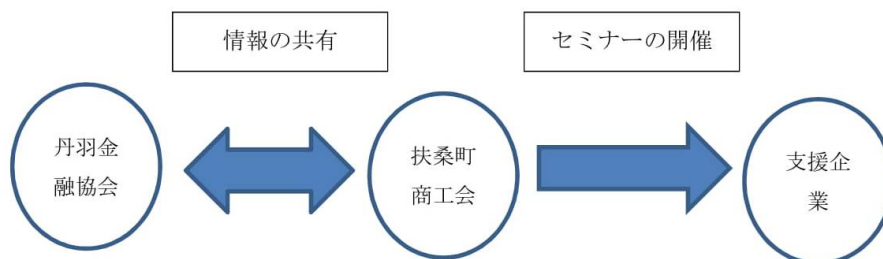 情報の共有
セミナーの開催
丹羽金
融協会
扶桑町
商工会
支援企
業